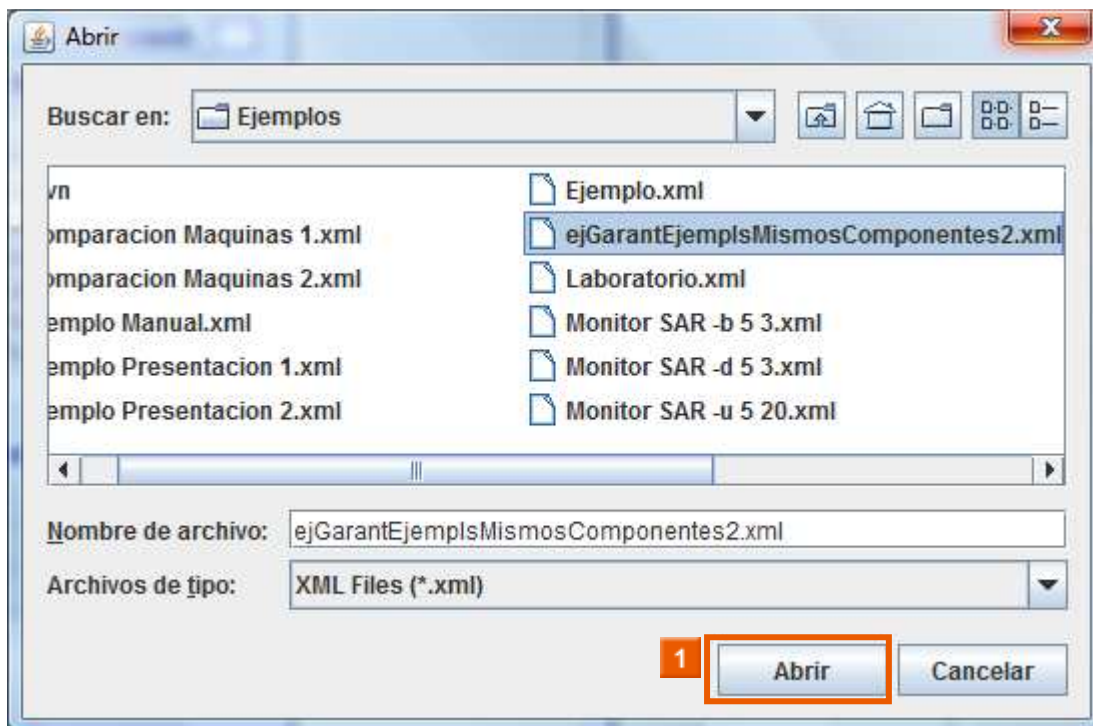 Abrir
Buscar en: Ejemplos
vn
omparacion Maquinas 1.xml
omparacion Maquinas 2.xml
emplo Manual.xml
emplo Presentacion 1.xml
emplo Presentacion 2.xml
Ejemplo.xml
ejGarantEjemplsMismosComponentes2.xml
Laboratorio.xml
Monitor SAR -b 5 3.xml
Monitor SAR -d 5 3.xml
Monitor SAR -u 5 20.xml
Nombre de archivo: ejGarantEjemplsMismosComponentes2.xml
Archivos de tipo: XML Files (*.xml)
1 Abrir Cancelar